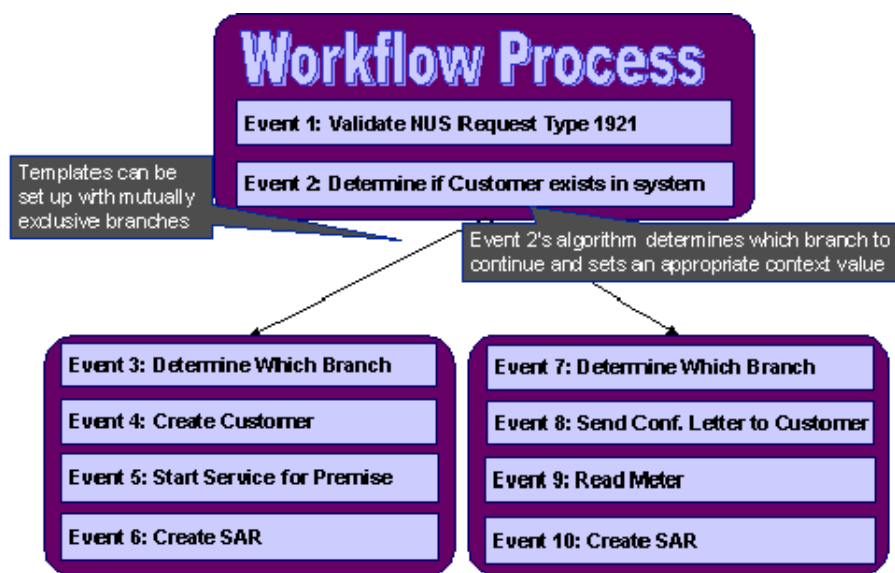 Workflow Process
Event 1: Validate NUS Request Type 1921
Event 2: Determine if Customer exists in system
Templates can be
set up with mutually
exclusive branches
Event 2's algorithm determines which branch to
continue and sets an appropriate context value
Event 3: Determine Which Branch
Event 4: Create Customer
Event 5: Start Service for Premise
Event 6: Create SAR
Event 7: Determine Which Branch
Event 8: Send Conf. Letter to Customer
Event 9: Read Meter
Event 10: Create SAR